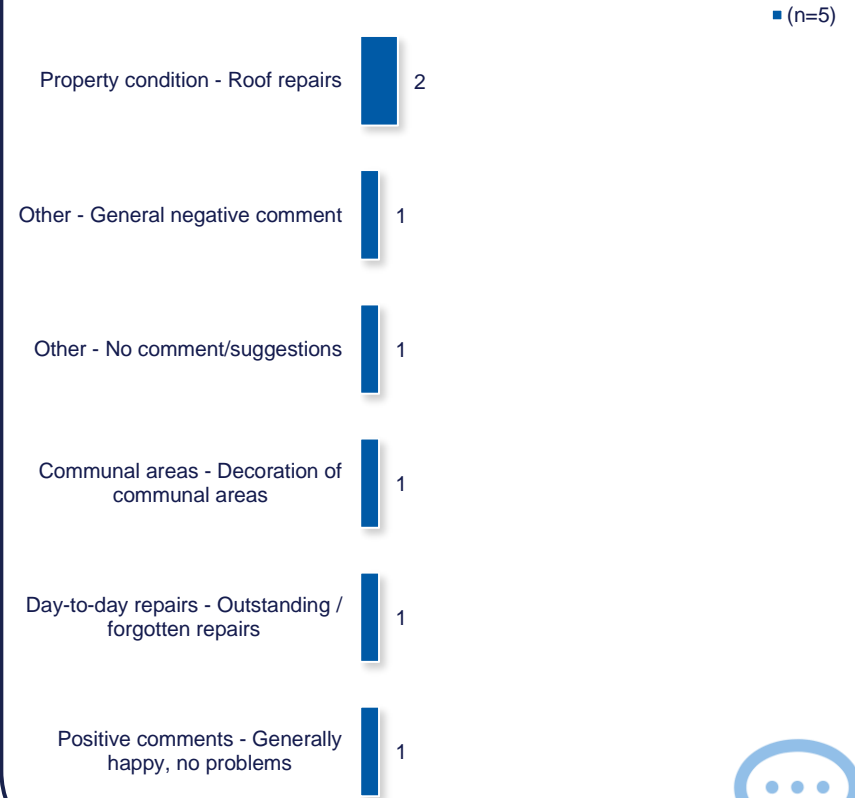 (n=5)
Property condition - Roof repairs
2
Other - General negative comment
1
Other - No comment/suggestions
1
Communal areas - Decoration of
communal areas
1
Day-to-day repairs - Outstanding /
forgotten repairs
1
Positive comments - Generally
happy, no problems
1